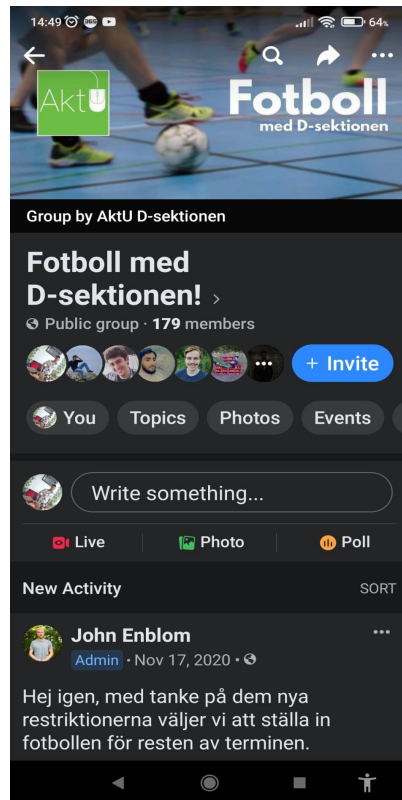 14:49
365
64%
AktU
Fotboll
med D-sektionen
Group by AktU D-sektionen
Fotboll med
D-sektionen! >
Public group · 179 members
+ Invite
You
Topics
Photos
Events
Write something...
Live
Photo
Poll
New Activity
SORT
John Enblom
Admin · Nov 17, 2020 ·
Hej igen, med tanke på dem nya
restriktionerna väljer vi att ställa in
fotbollen för resten av terminen.